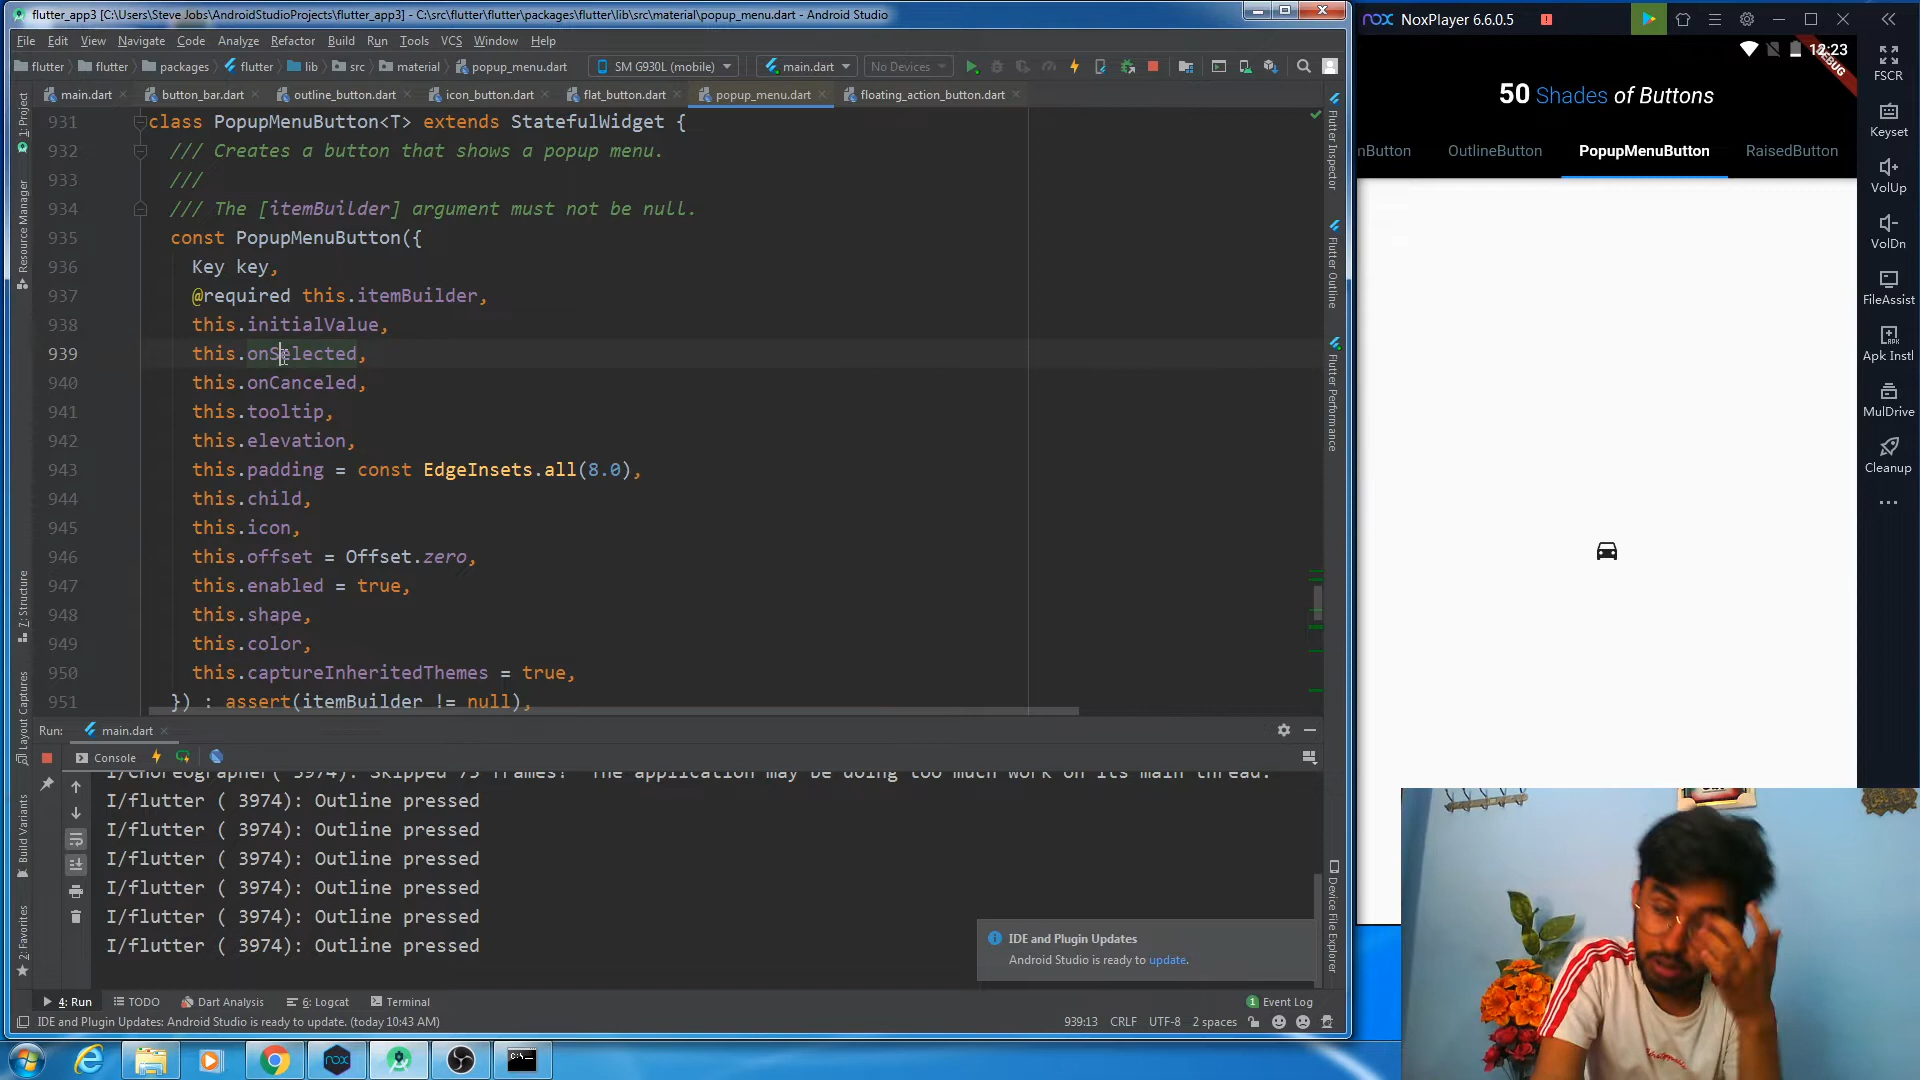 flutter_app3 [C:\Users\Steve Jobs\AndroidStudioProjects\flutter_app3] - C:\src\flutter\flutter\packages\flutter\lib\src\material\popup_menu.dart - Android Studio
File Edit View Navigate Code Analyze Refactor Build Run Tools VCS Window Help
flutter flutter packages flutter lib src material popup_menu.dart SM G930L (mobile) main.dart No Devices
main.dart button_bar.dart outline_button.dart icon_button.dart flat_button.dart popup_menu.dart floating_action_button.dart
931 class PopupMenuButton<T> extends StatefulWidget {
932 /// Creates a button that shows a popup menu.
933 ///
934 /// The [itemBuilder] argument must not be null.
935 const PopupMenuButton({
936 Key key,
937 @required this.itemBuilder,
938 this.initialValue,
939 this.onSelected,
940 this.onCanceled,
941 this.tooltip,
942 this.elevation,
943 this.padding = const EdgeInsets.all(8.0),
944 this.child,
945 this.icon,
946 this.offset = Offset.zero,
947 this.enabled = true,
948 this.shape,
949 this.color,
950 this.captureInheritedThemes = true,
951 }) : assert(itemBuilder != null),
1: Project
Resource Manager
7: Structure
Layout Captures
Build Variants
2: Favorites
Flutter Inspector
Flutter Outline
Flutter Performance
Device File Explorer
Run: main.dart
Console
I/Choreographer( 3974): Skipped 75 frames! The application may be doing too much work on its main thread.
I/flutter ( 3974): Outline pressed
I/flutter ( 3974): Outline pressed
I/flutter ( 3974): Outline pressed
I/flutter ( 3974): Outline pressed
I/flutter ( 3974): Outline pressed
I/flutter ( 3974): Outline pressed
IDE and Plugin Updates
Android Studio is ready to update.
4: Run TODO Dart Analysis 6: Logcat Terminal 1 Event Log
IDE and Plugin Updates: Android Studio is ready to update. (today 10:43 AM) 939:13 CRLF UTF-8 2 spaces
nox NoxPlayer 6.6.0.5
12:23
DEBUG
50 Shades of Buttons
nButton OutlineButton PopupMenuButton RaisedButton
FSCR
Keyset
VolUp
VolDn
FileAssist
Apk Instl
MulDrive
Cleanup
nox